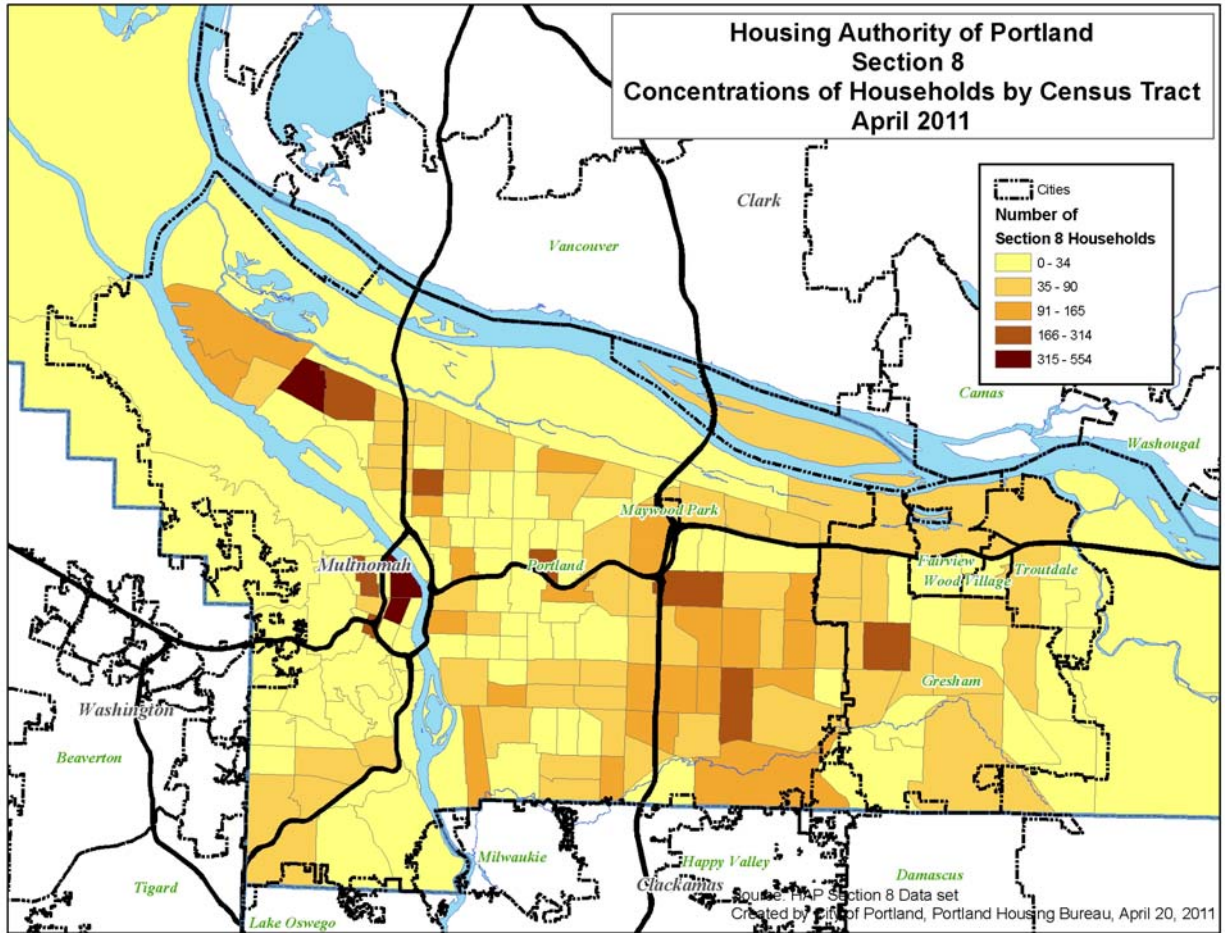 Housing Authority of Portland
Section 8
Concentrations of Households by Census Tract
April 2011
Cities
Number of
Section 8 Households
0 - 34
35 - 90
91 - 165
166 - 314
315 - 554
Clark
Vancouver
Camas
Washougal
Maywood Park
Multnomah
Portland
Fairview
Wood Village
Troutdale
Gresham
Washington
Beaverton
Milwaukie
Happy Valley
Damascus
Tigard
Clackamas
Lake Oswego
Source: HAP Section 8 Data set
Created by City of Portland, Portland Housing Bureau, April 20, 2011